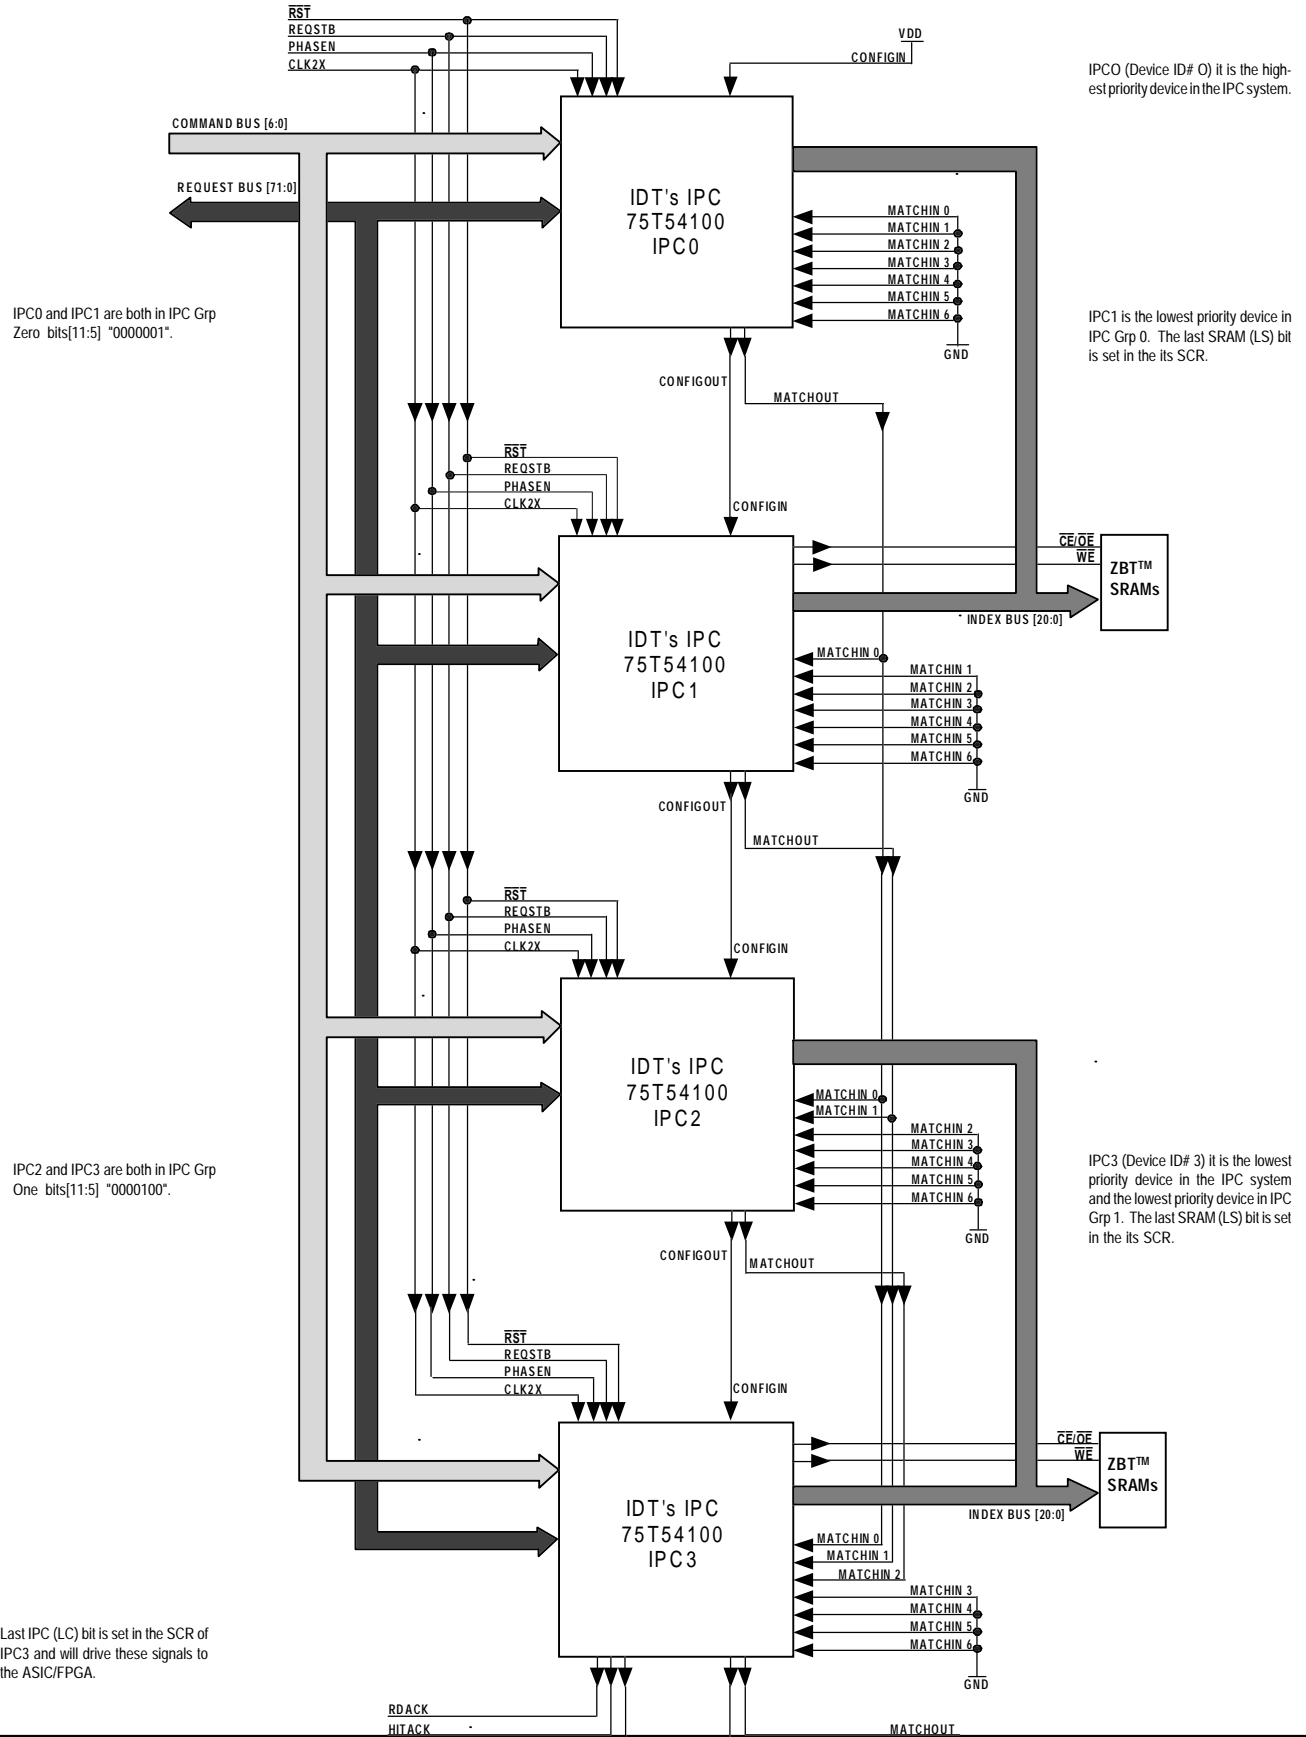 RST
REQSTB
PHASEN
CLK2X
VDD
CONFIGIN
IPCO (Device ID# O) it is the high-
est priority device in the IPC system.
COMMAND BUS [6:0]
REQUEST BUS [71:0]
IDT's IPC
75T54100
IPC0
MATCHIN 0
MATCHIN 1
MATCHIN 2
MATCHIN 3
MATCHIN 4
MATCHIN 5
MATCHIN 6
GND
IPC0 and IPC1 are both in IPC Grp
Zero bits[11:5] "0000001".
IPC1 is the lowest priority device in
IPC Grp 0. The last SRAM (LS) bit
is set in the its SCR.
CONFIGOUT
MATCHOUT
RST
REQSTB
PHASEN
CLK2X
CONFIGIN
CE/OE
WE
ZBT™
SRAMs
INDEX BUS [20:0]
IDT's IPC
75T54100
IPC1
MATCHIN 0
MATCHIN 1
MATCHIN 2
MATCHIN 3
MATCHIN 4
MATCHIN 5
MATCHIN 6
GND
CONFIGOUT
MATCHOUT
RST
REQSTB
PHASEN
CLK2X
CONFIGIN
IDT's IPC
75T54100
IPC2
MATCHIN 0
MATCHIN 1
MATCHIN 2
MATCHIN 3
MATCHIN 4
MATCHIN 5
MATCHIN 6
GND
IPC2 and IPC3 are both in IPC Grp
One bits[11:5] "0000100".
IPC3 (Device ID# 3) it is the lowest
priority device in the IPC system
and the lowest priority device in IPC
Grp 1. The last SRAM (LS) bit is set
in the its SCR.
CONFIGOUT
MATCHOUT
RST
REQSTB
PHASEN
CLK2X
CONFIGIN
CE/OE
WE
ZBT™
SRAMs
INDEX BUS [20:0]
IDT's IPC
75T54100
IPC3
MATCHIN 0
MATCHIN 1
MATCHIN 2
MATCHIN 3
MATCHIN 4
MATCHIN 5
MATCHIN 6
GND
Last IPC (LC) bit is set in the SCR of
IPC3 and will drive these signals to
the ASIC/FPGA.
RDACK
HITACK
MATCHOUT